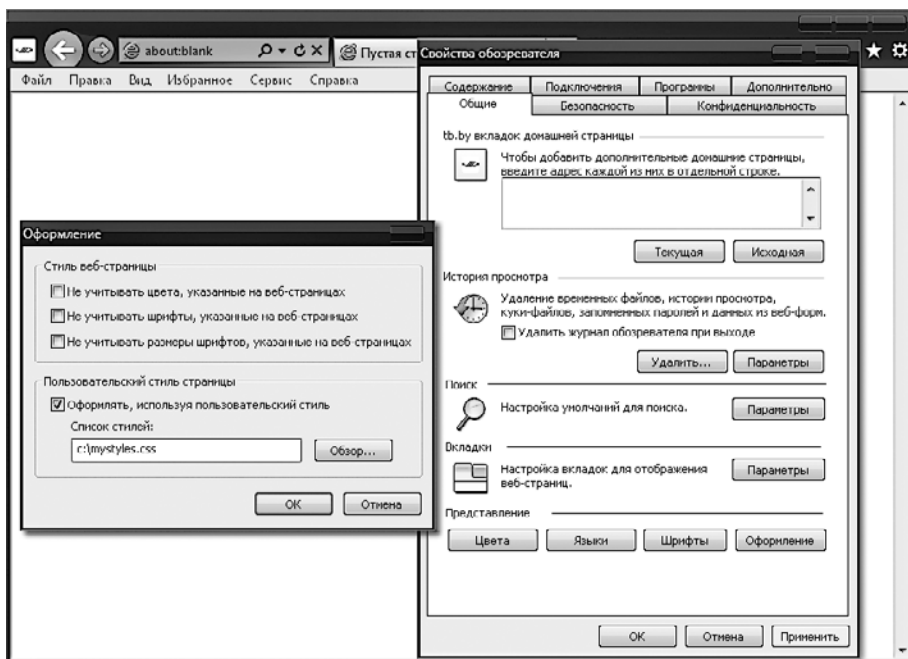 about:blank
Пустая ст
Файл Правка Вид Избранное Сервис Справка
Свойства обозревателя
Содержание Подключения Программы Дополнительно
Общие Безопасность Конфиденциальность
tb.by вкладок домашней страницы
Чтобы добавить дополнительные домашние страницы,
введите адрес каждой из них в отдельной строке.
Текущая Исходная
История просмотра
Удаление временных файлов, истории просмотра,
куки-файлов, запомненных паролей и данных из веб-форм.
Удалить журнал обозревателя при выходе
Удалить... Параметры
Поиск
Настройка умолчаний для поиска.
Параметры
Вкладки
Настройка вкладок для отображения
веб-страниц.
Параметры
Представление
Цвета Языки Шрифты Оформление
OK Отмена Применить
Оформление
Стиль веб-страницы
Не учитывать цвета, указанные на веб-страницах
Не учитывать шрифты, указанные на веб-страницах
Не учитывать размеры шрифтов, указанные на веб-страницах
Пользовательский стиль страницы
Оформлять, используя пользовательский стиль
Список стилей:
c:\mystyles.css
Обзор...
OK Отмена